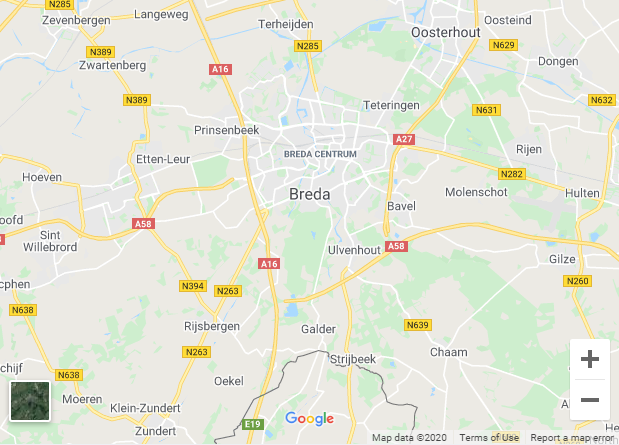 N285
Langeweg
Oosteind
Zevenbergen
Terheijden
Oosterhout
N389
N285
N629
Zwartenberg
A16
Dongen
N389
Teteringen
N631
N632
Prinsenbeek
A27
Rijen
Etten-Leur
BREDA CENTRUM
Hoeven
N282
Breda
Molenschot
Hulten
Bavel
oofd
A58
Sint
Willebrord
Ulvenhout
A58
Gilze
A16
cphen
N394
N263
N260
N638
Rijsbergen
Galder
N639
N263
Strijbeek
Chaam
chijf
N638
Oekel
Moeren
Klein-Zundert
Alphen
E19
Google
Zundert
Map data ©2020
Terms of Use
Report a map error